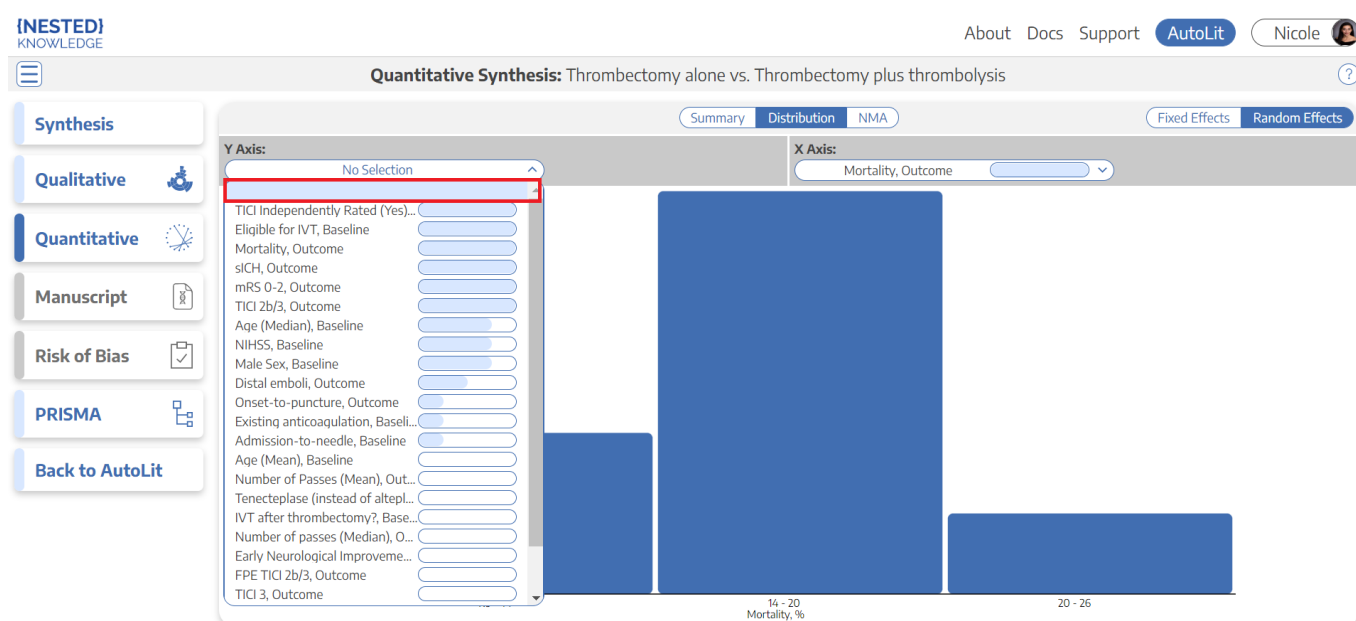 {NESTED}
KNOWLEDGE
About Docs Support AutoLit Nicole
Quantitative Synthesis: Thrombectomy alone vs. Thrombectomy plus thrombolysis
?
Synthesis
Qualitative
Quantitative
Manuscript
Risk of Bias
PRISMA
Back to AutoLit
Summary Distribution NMA
Fixed Effects Random Effects
Y Axis:
No Selection
X Axis:
Mortality, Outcome
TICI Independently Rated (Yes)...
Eligible for IVT, Baseline
Mortality, Outcome
sICH, Outcome
mRS 0-2, Outcome
TICI 2b/3, Outcome
Age (Median), Baseline
NIHSS, Baseline
Male Sex, Baseline
Distal emboli, Outcome
Onset-to-puncture, Outcome
Existing anticoagulation, Baseli...
Admission-to-needle, Baseline
Age (Mean), Baseline
Number of Passes (Mean), Out...
Tenecteplase (instead of altepl...
IVT after thrombectomy?, Base...
Number of passes (Median), O...
Early Neurological Improveme...
FPE TICI 2b/3, Outcome
TICI 3, Outcome
14 - 20
20 - 26
Mortality, %